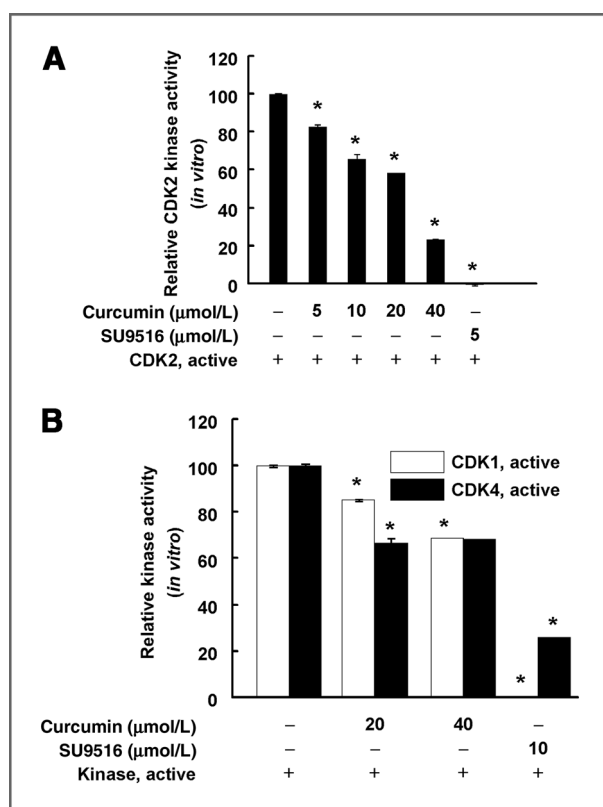 A
120
100
80
60
40
20
0
Relative CDK2 kinase activity
(in vitro)
* * * * *
Curcumin (μmol/L) – 5 10 20 40 –
SU9516 (μmol/L) – – – – – 5
CDK2, active + + + + + +
B
120
100
80
60
40
20
0
Relative kinase activity
(in vitro)
CDK1, active
CDK4, active
* * * * *
Curcumin (μmol/L) – 20 40 –
SU9516 (μmol/L) – – – 10
Kinase, active + + + +